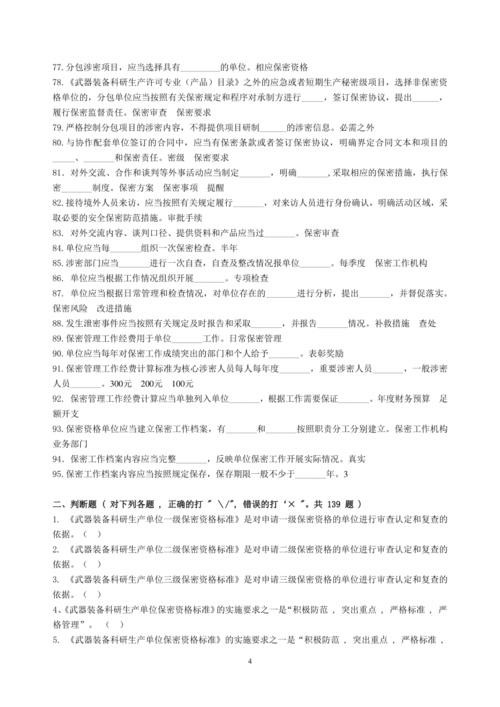 77.分包涉密项目，应当选择具有________的单位。相应保密资格
78.《武器装备科研生产许可专业（产品）目录》之外的应急或者短期生产秘密级项目，选择非保密资
格单位的，分包单位应当按照有关保密规定和程序对承制方进行_____，签订保密协议，提出______，
履行保密监督责任。保密审查　保密要求
79.严格控制分包项目的涉密内容，不得提供项目研制______的涉密信息。必需之外
80.与协作配套单位签订的合同中，应当有保密条款或者签订保密协议，明确界定合同文本和项目的
_____、_______和保密责任。密级　保密要求
81. 对外交流、合作和谈判等外事活动应当制定_______，明确_______,采取相应的保密措施，执行保
密_______制度。保密方案　保密事项　提醒
82.接待境外人员来访，应当按照有关规定履行_______，对来访人员进行身份确认，明确活动区域，采
取必要的安全保密防范措施。审批手续
83. 对外交流内容、谈判口径、提供资料和产品应当过_______。保密审查
84.单位应当每_______组织一次保密检查。半年
85.涉密部门应当______进行一次自查，自查及整改情况报单位_______。每季度　保密工作机构
86. 单位应当根据工作情况组织开展_______。专项检查
87. 单位应当根据日常管理和检查情况，对单位存在的_______进行分析，提出_______，并督促落实。
保密风险　改进措施
88.发生泄密事件应当按照有关规定及时报告和采取_______，并报告_______情况。补救措施　查处
89.保密管理工作经费用于单位_______工作。日常保密管理
90.单位应当每年对保密工作成绩突出的部门和个人给予_______。表彰奖励
91.保密管理工作经费计算标准为核心涉密人员每人每年度_______，重要涉密人员_______，一般涉密
人员_______。300元　200元　100元
92. 保密管理工作经费计算应当单独列入单位_______，根据工作需要保证_______。年度财务预算　足
额开支
93.保密资格单位应当建立保密工作档案，有_______和_______按照职责分工分别建立。保密工作机构
业务部门
94. 保密工作档案内容应当完整_______，反映单位保密工作开展实际情况。真实
95.保密工作档案内容应当按照规定保存，保存期限一般不少于_______年。3
二、判断题 ( 对下列各题 , 正确的打 " \/", 错误的打 '× "。共 139 题 )
1. 《武器装备科研生产单位一级保密资格标准》是对申请一级保密资格的单位进行审查认定和复查的
依据。（　）
2. 《武器装备科研生产单位二级保密资格标准》是对申请二级保密资格的单位进行审查认定和复查的
依据。（　）
3. 《武器装备科研生产单位三级保密资格标准》是对申请三级保密资格的单位进行审查认定和复查的
依据。（　）
4、《武器装备科研生产单位保密资格标准》的实施要求之一是“积极防范 , 突出重点 , 严格标准 , 严
格管理”。 （　）
5. 《武器装备科研生产单位保密资格标准》的实施要求之一是“积极防范 , 突出重点 , 严格标准 ,
4